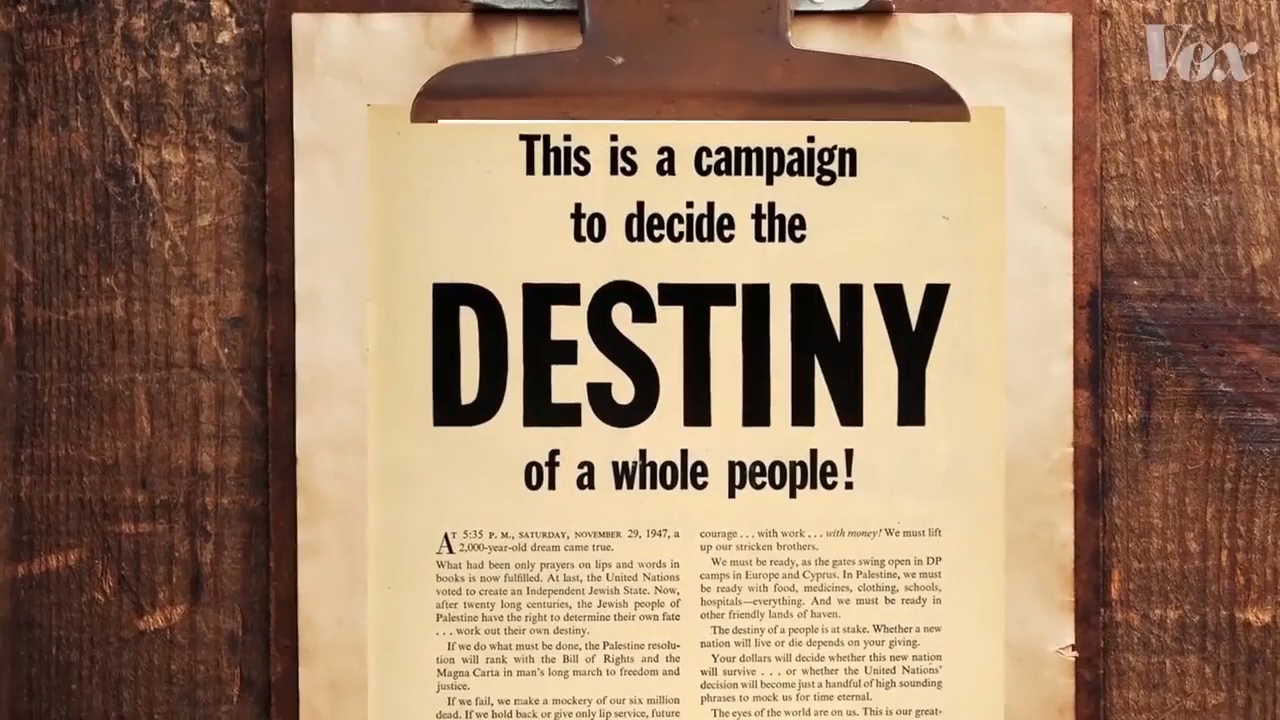 Vox
This is a campaign
to decide the
DESTINY
of a whole people!
AT 5:35 P. M., SATURDAY, NOVEMBER 29, 1947, a
2,000-year-old dream came true.
What had been only prayers on lips and words in
books is now fulfilled. At last, the United Nations
voted to create an Independent Jewish State. Now,
after twenty long centuries, the Jewish people of
Palestine have the right to determine their own fate
. . . work out their own destiny.
If we do what must be done, the Palestine resolu-
tion will rank with the Bill of Rights and the
Magna Carta in man's long march to freedom and
justice.
If we fail, we make a mockery of our six million
dead. If we hold back or give only lip service, future
courage . . . with work . . . with money! We must lift
up our stricken brothers.
We must be ready, as the gates swing open in DP
camps in Europe and Cyprus. In Palestine, we must
be ready with food, medicines, clothing, schools,
hospitals—everything. And we must be ready in
other friendly lands of haven.
The destiny of a people is at stake. Whether a new
nation will live or die depends on your giving.
Your dollars will decide whether this new nation
will survive . . . or whether the United Nations'
decision will become just a handful of high sounding
phrases to mock us for time eternal.
The eyes of the world are on us. This is our great-